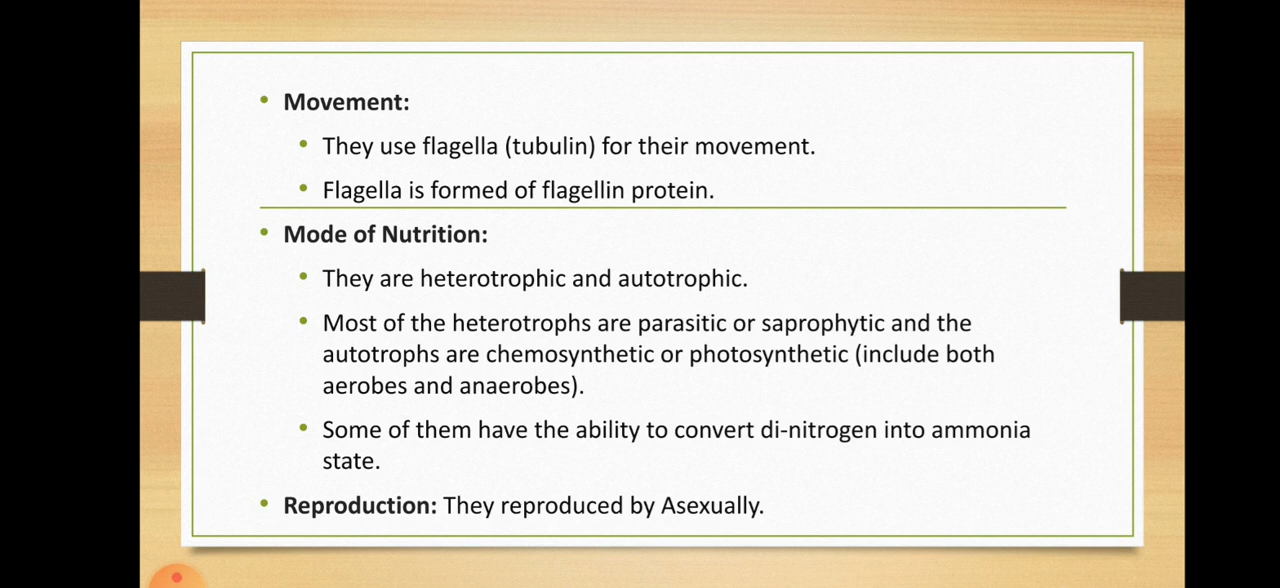 • Movement:
• They use flagella (tubulin) for their movement.
• Flagella is formed of flagellin protein.
• Mode of Nutrition:
• They are heterotrophic and autotrophic.
• Most of the heterotrophs are parasitic or saprophytic and the
autotrophs are chemosynthetic or photosynthetic (include both
aerobes and anaerobes).
• Some of them have the ability to convert di-nitrogen into ammonia
state.
• Reproduction: They reproduced by Asexually.